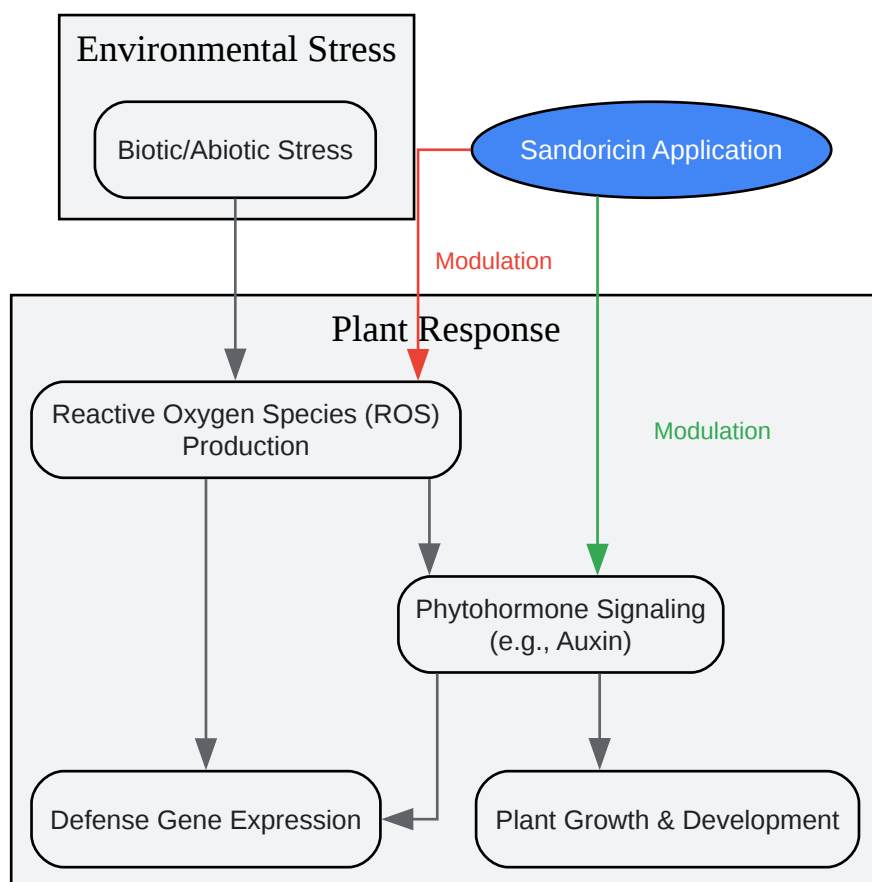 Environmental Stress
Biotic/Abiotic Stress
Sandoricin Application
Modulation
Plant Response
Reactive Oxygen Species (ROS)
Production
Modulation
Phytohormone Signaling
(e.g., Auxin)
Defense Gene Expression
Plant Growth & Development